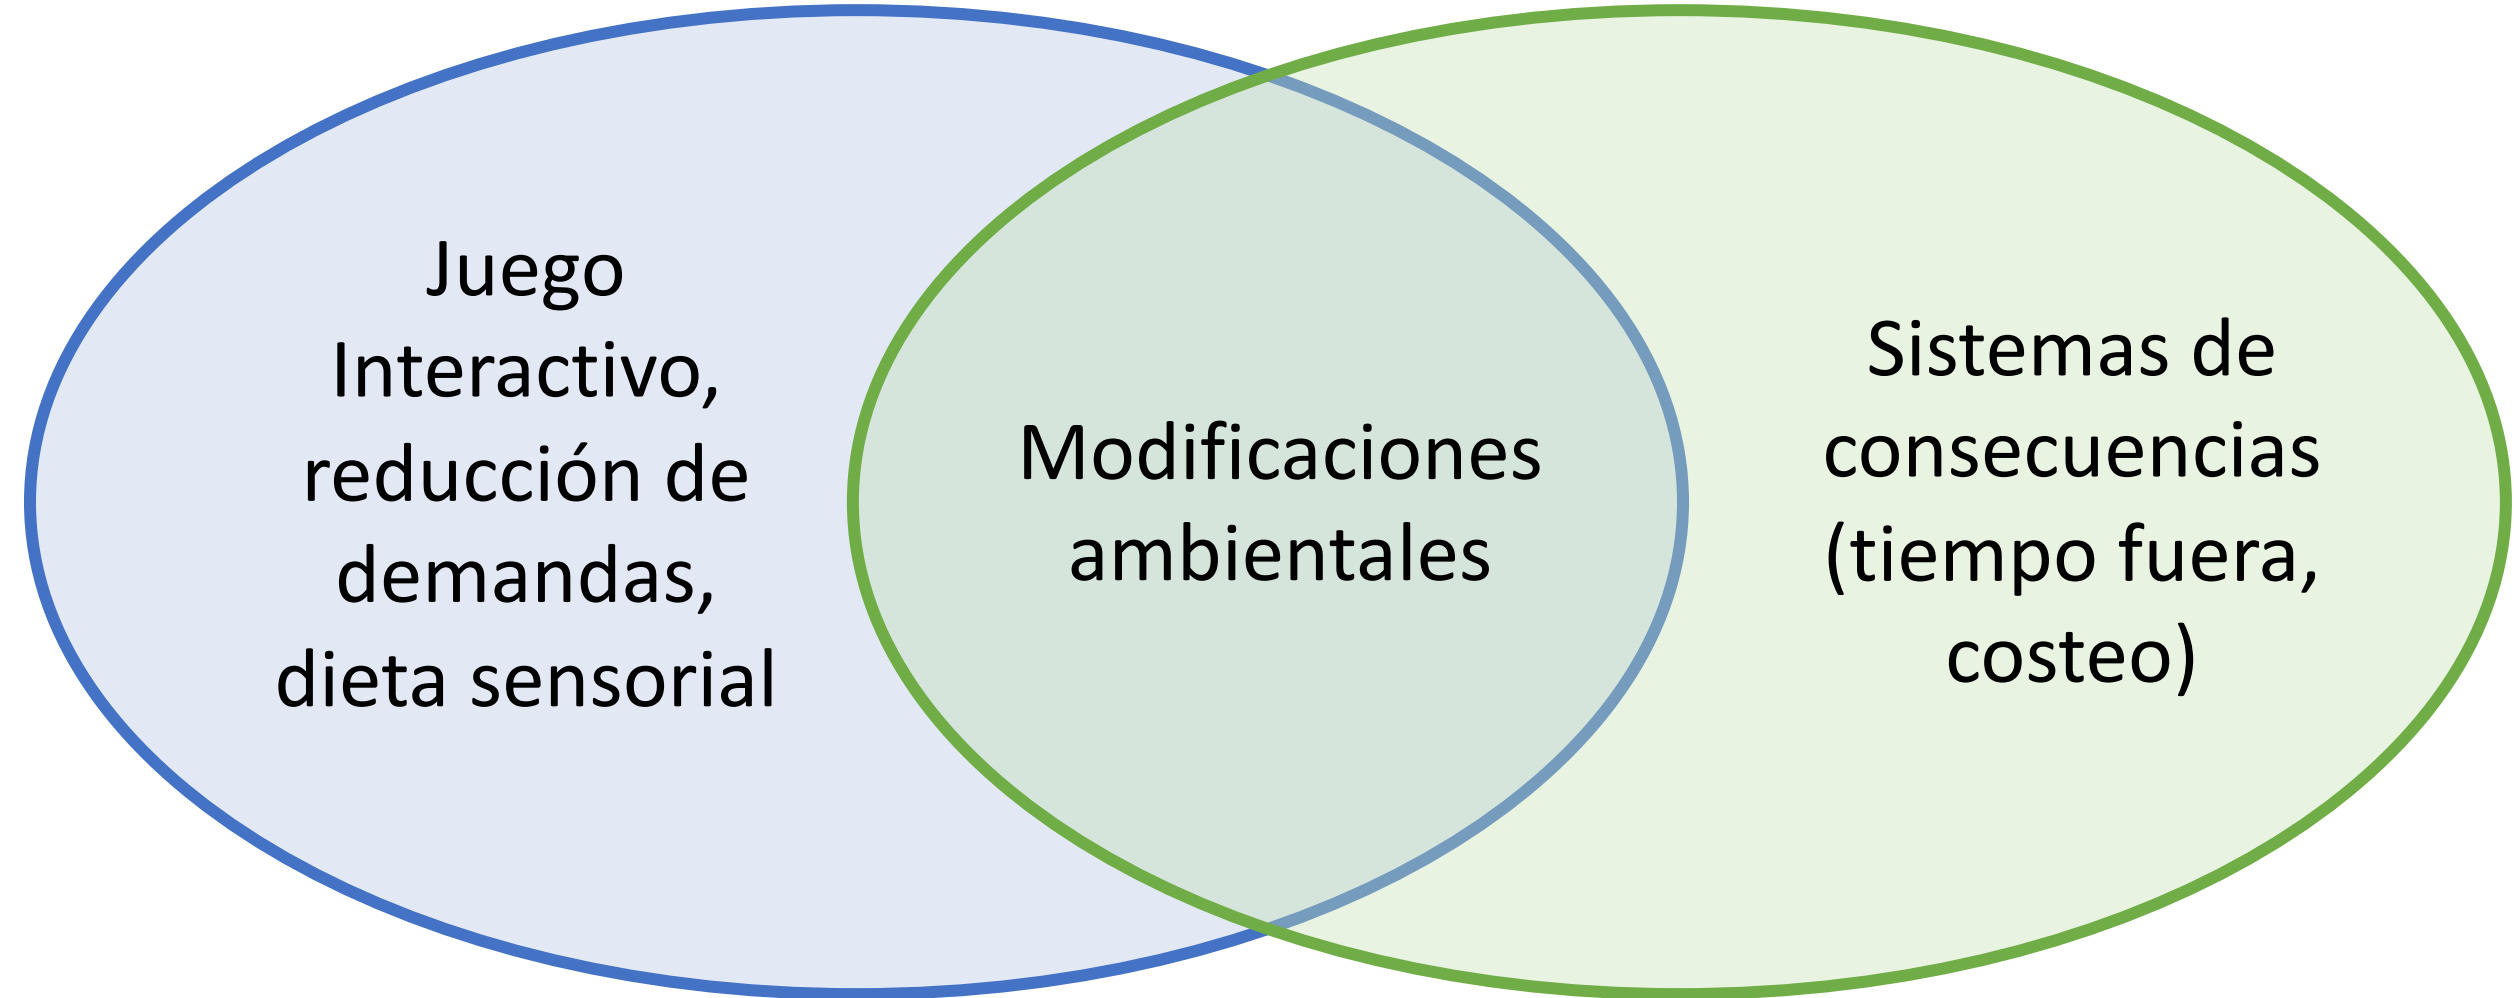 Juego
Interactivo,
reducción de
demandas,
dieta sensorial
Modificaciones
ambientales
Sistemas de
consecuencias
(tiempo fuera,
costeo)